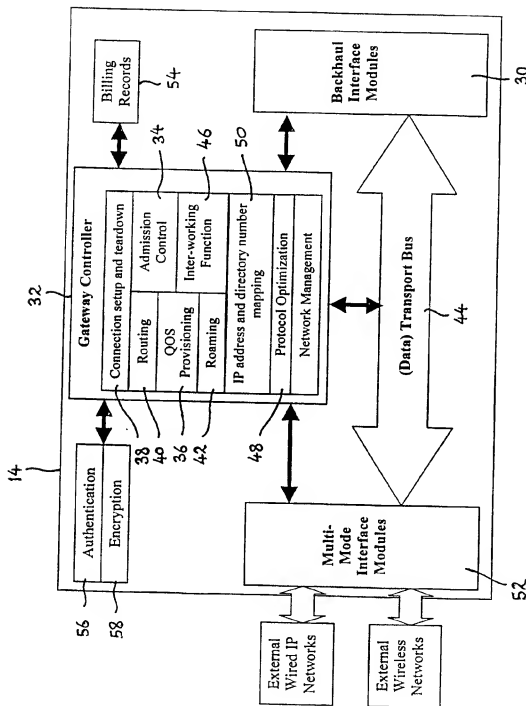 14
32
Authentication
Encryption
56
58
Gateway Controller
Connection setup and teardown
Routing
Admission
Control
QOS
Provisioning
Inter-working
Function
Roaming
IP address and directory number
mapping
Protocol Optimization
Network Management
38
40
36
42
48
34
46
50
Billing
Records
54
Multi-
Mode
Interface
Modules
52
(Data) Transport Bus
44
Backhaul
Interface
Modules
30
External
Wired IP
Networks
External
Wireless
Networks